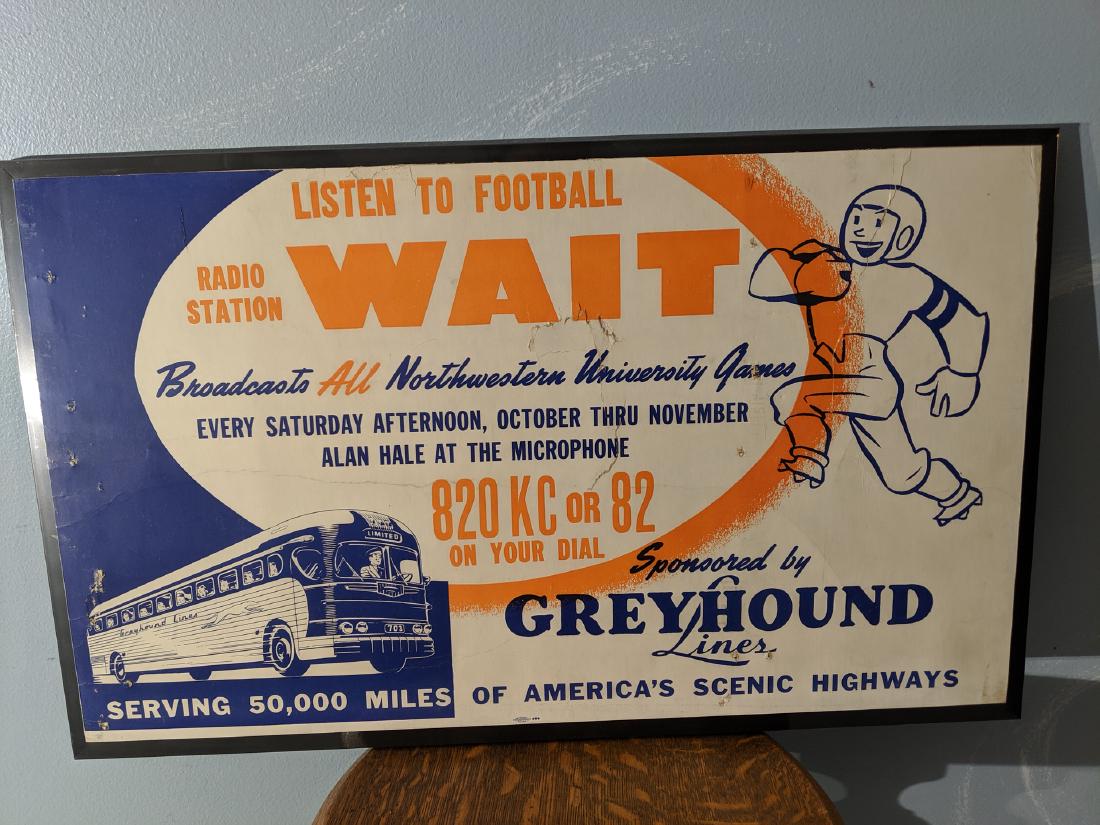 LISTEN TO FOOTBALL
RADIO STATION WAIT
Broadcasts All Northwestern University Games
EVERY SATURDAY AFTERNOON, OCTOBER THRU NOVEMBER
ALAN HALE AT THE MICROPHONE
820 KC OR 82
ON YOUR DIAL
LIMITED
Greyhound Lines
703
Sponsored by
GREYHOUND
Lines
SERVING 50,000 MILES OF AMERICA'S SCENIC HIGHWAYS